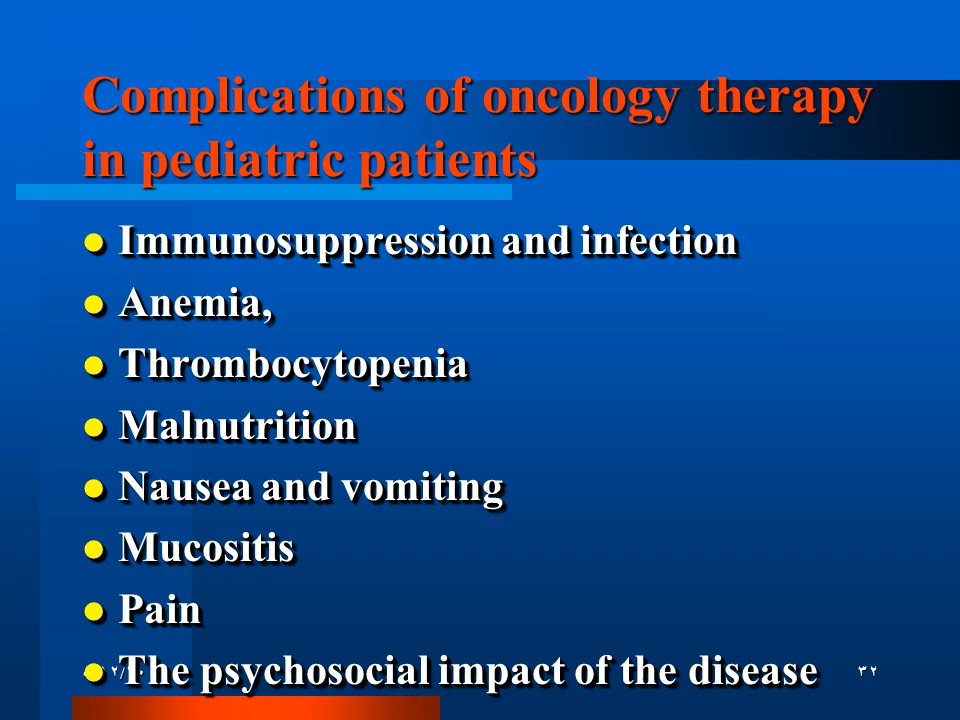 Complications of oncology therapy
in pediatric patients
● Immunosuppression and infection
● Anemia,
● Thrombocytopenia
● Malnutrition
● Nausea and vomiting
● Mucositis
● Pain
● The psychosocial impact of the disease
٣٢